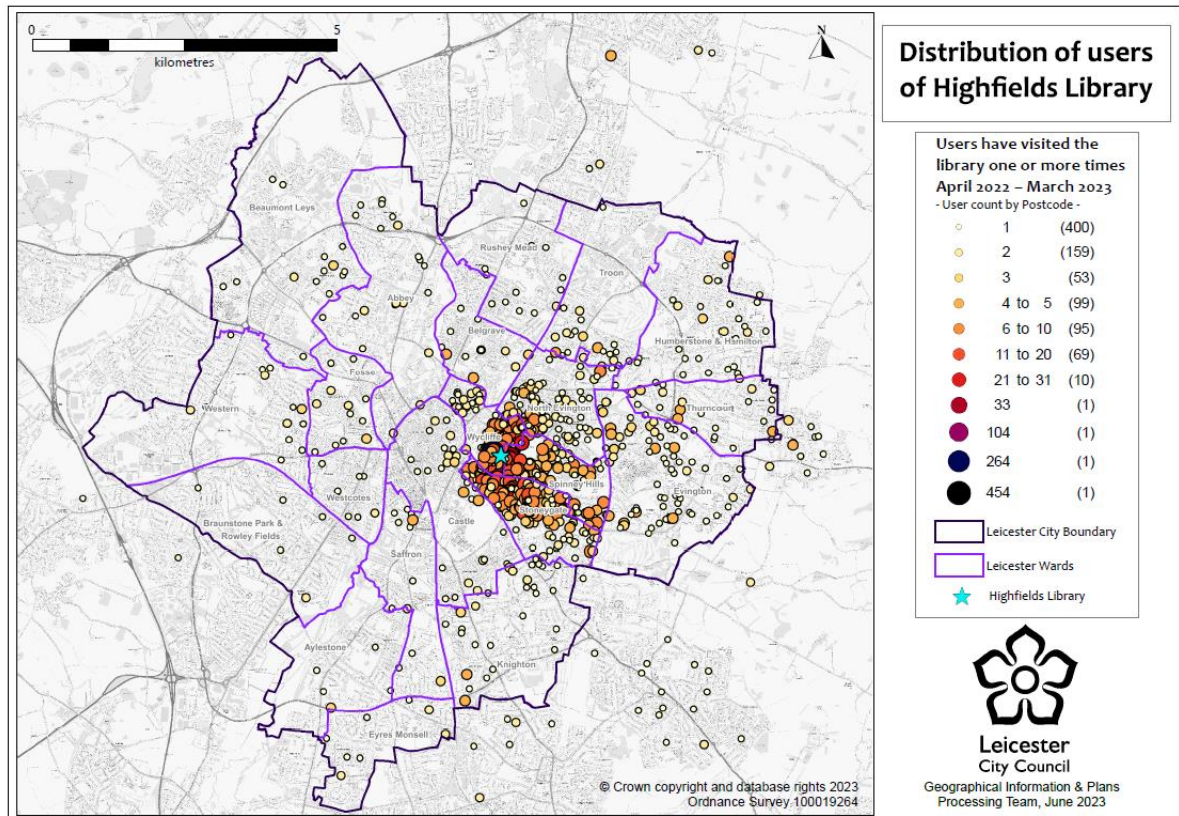 0 5
kilometres
N
Beaumont Leys
Rushey Mead
Troon
Abbey
Belgrave
Humberstone & Hamilton
Fosse
Western
North Evington
Thurncourt
Wycliffe
Spinney Hills
Evington
Westcotes
Stoneygate
Castle
Braunstone Park &
Rowley Fields
Saffron
Aylestone
Knighton
Eyres Monsell
© Crown copyright and database rights 2023
Ordnance Survey 100019264
Distribution of users
of Highfields Library
Users have visited the
library one or more times
April 2022 – March 2023
- User count by Postcode -
1 (400)
2 (159)
3 (53)
4 to 5 (99)
6 to 10 (95)
11 to 20 (69)
21 to 31 (10)
33 (1)
104 (1)
264 (1)
454 (1)
Leicester City Boundary
Leicester Wards
Highfields Library
Leicester
City Council
Geographical Information & Plans
Processing Team, June 2023